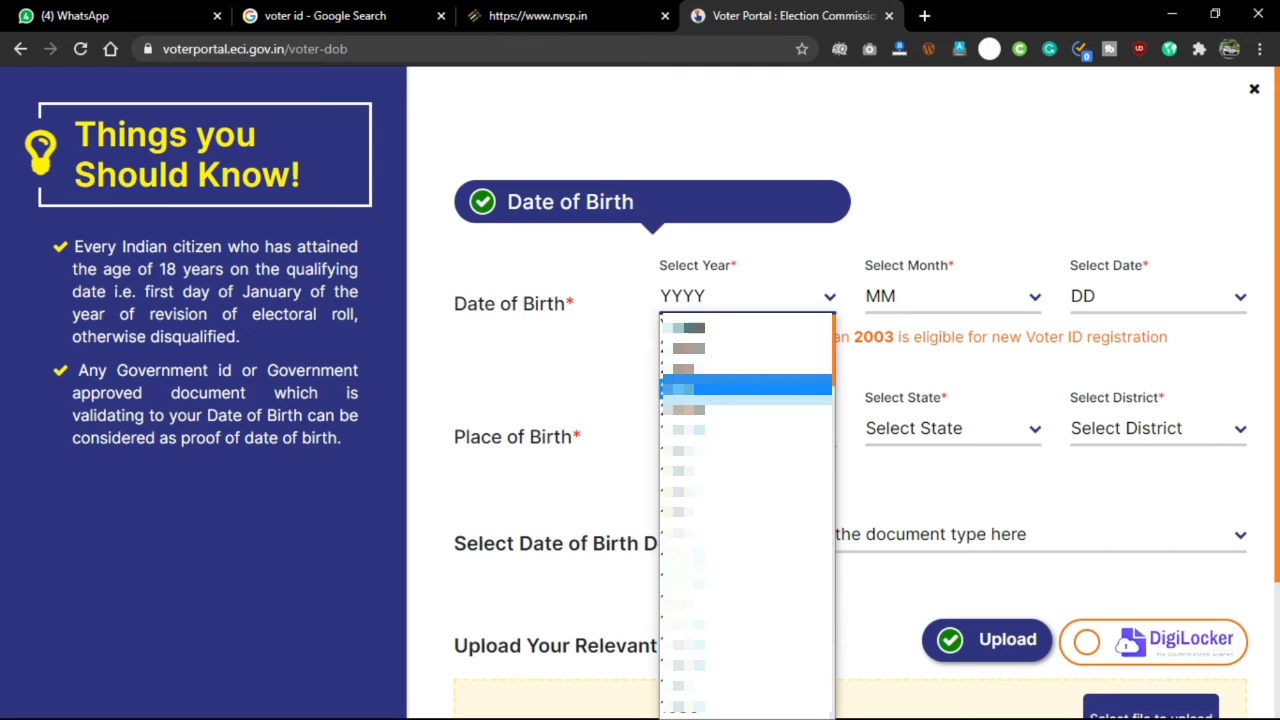 (4) WhatsApp
voter id - Google Search
https://www.nvsp.in
Voter Portal : Election Commissio
voterportal.eci.gov.in/voter-dob
0
Things you
Should Know!
Every Indian citizen who has attained
the age of 18 years on the qualifying
date i.e. first day of January of the
year of revision of electoral roll,
otherwise disqualified.
Any Government id or Government
approved document which is
validating to your Date of Birth can be
considered as proof of date of birth.
Date of Birth
Select Year*
Select Month*
Select Date*
Date of Birth*
YYYY
MM
DD
an 2003 is eligible for new Voter ID registration
Select State*
Select District*
Place of Birth*
Select State
Select District
Select Date of Birth D
the document type here
Upload Your Relevant
Upload
DigiLocker
Select file to upload